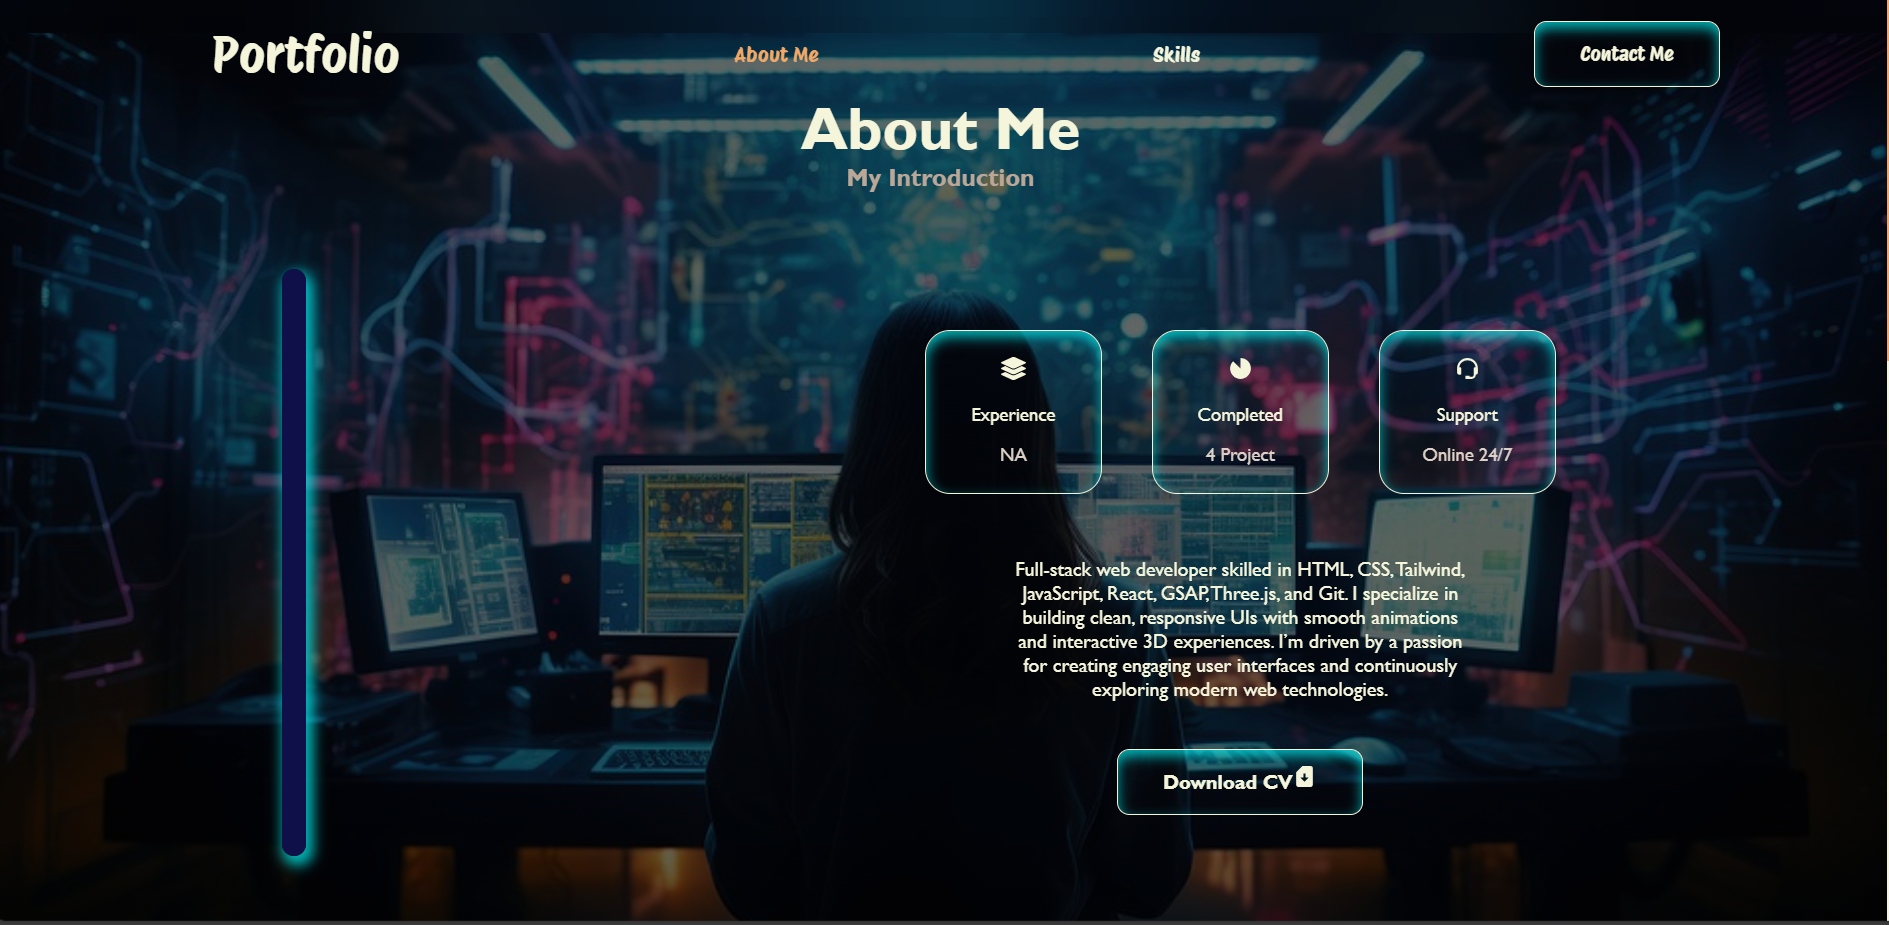 Portfolio
About Me
Skills
Contact Me
About Me
My Introduction
Experience
NA
Completed
4 Project
Support
Online 24/7
Full-stack web developer skilled in HTML, CSS, Tailwind,
JavaScript, React, GSAP, Three.js, and Git. I specialize in
building clean, responsive UIs with smooth animations
and interactive 3D experiences. I'm driven by a passion
for creating engaging user interfaces and continuously
exploring modern web technologies.
Download CV